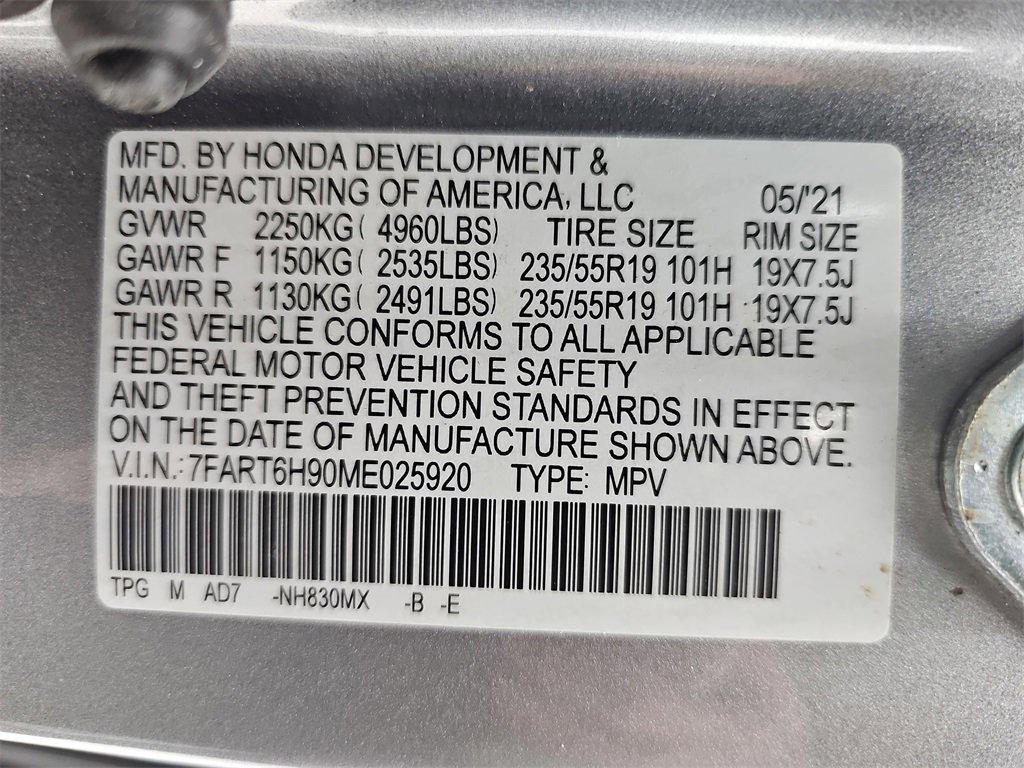 MFD. BY HONDA DEVELOPMENT &
MANUFACTURING OF AMERICA, LLC 05/'21
GVWR 2250KG( 4960LBS) TIRE SIZE RIM SIZE
GAWR F 1150KG( 2535LBS) 235/55R19 101H 19X7.5J
GAWR R 1130KG( 2491LBS) 235/55R19 101H 19X7.5J
THIS VEHICLE CONFORMS TO ALL APPLICABLE
FEDERAL MOTOR VEHICLE SAFETY
AND THEFT PREVENTION STANDARDS IN EFFECT
ON THE DATE OF MANUFACTURE SHOWN ABOVE.
V.I.N.: 7FART6H90ME025920 TYPE: MPV
TPG M AD7 -NH830MX -B -E